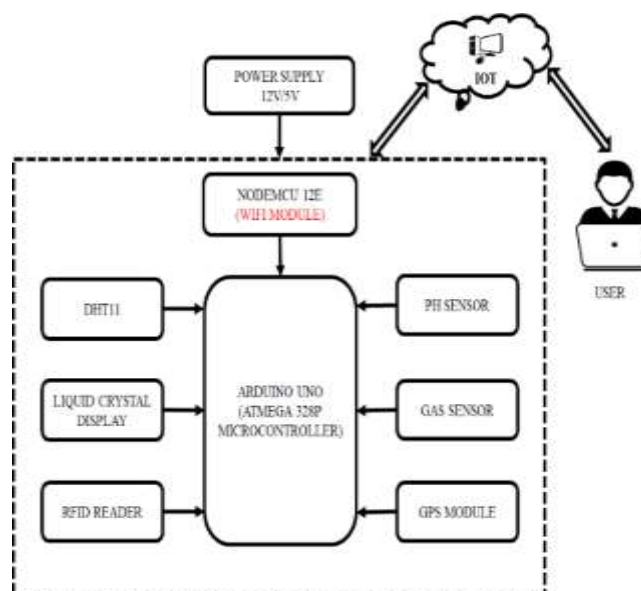 IOT
POWER SUPPLY
12V/5V
NODEMCU 12E
(WIFI MODULE)
USER
DHT11
PH SENSOR
LIQUID CRYSTAL
DISPLAY
ARDUINO UNO
(ATMEGA 328P
MICROCONTROLLER)
GAS SENSOR
RFID READER
GPS MODULE